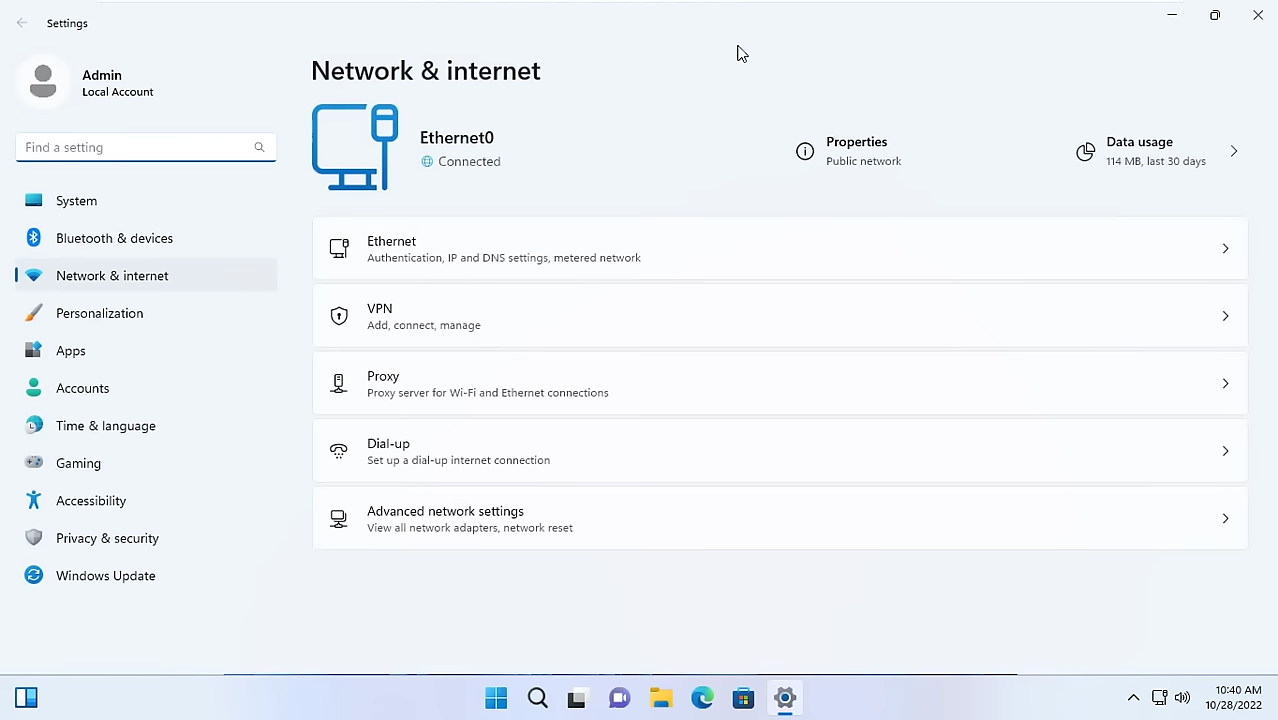 Settings
Admin
Local Account
Find a setting
System
Bluetooth & devices
Network & internet
Personalization
Apps
Accounts
Time & language
Gaming
Accessibility
Privacy & security
Windows Update
Network & internet
Ethernet0
Connected
Properties
Public network
Data usage
114 MB, last 30 days
Ethernet
Authentication, IP and DNS settings, metered network
VPN
Add, connect, manage
Proxy
Proxy server for Wi-Fi and Ethernet connections
Dial-up
Set up a dial-up internet connection
Advanced network settings
View all network adapters, network reset
10:40 AM
10/28/2022